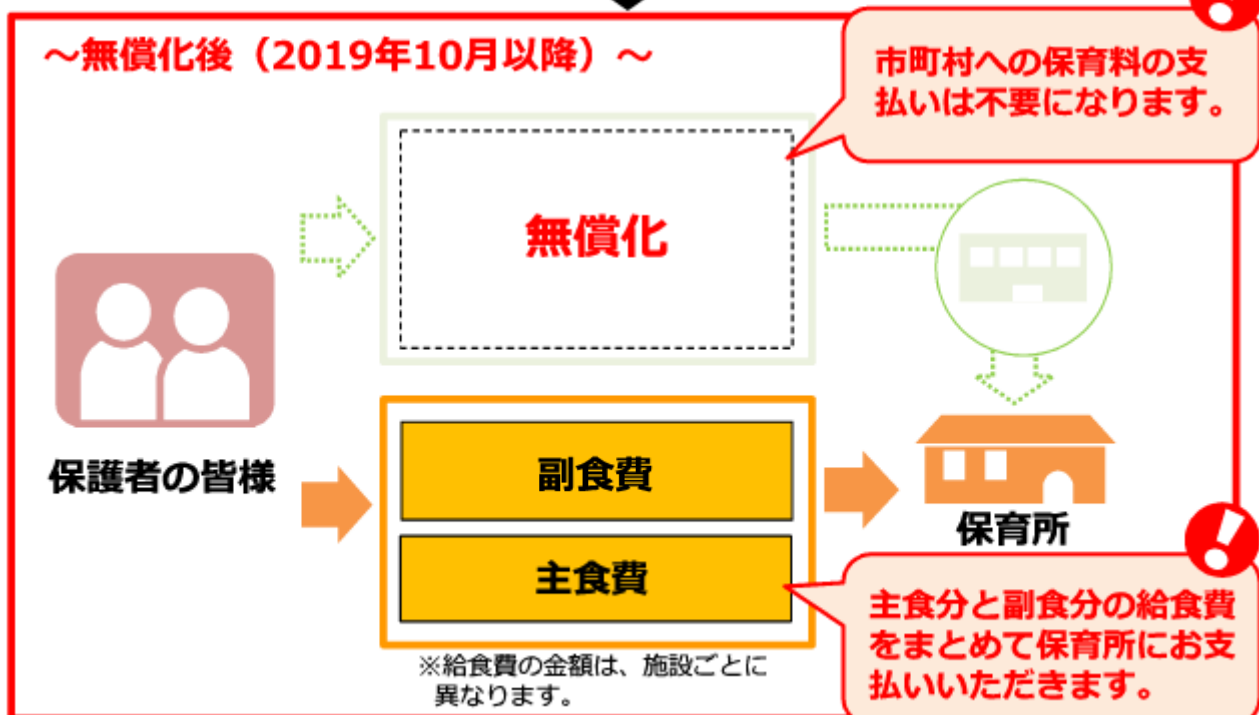 ～無償化後（2019年10月以降）～
市町村への保育料の支
払いは不要になります。
無償化
保護者の皆様
副食費
主食費
保育所
※給食費の金額は、施設ごとに
異なります。
主食分と副食分の給食費
をまとめて保育所にお支
払いいただきます。